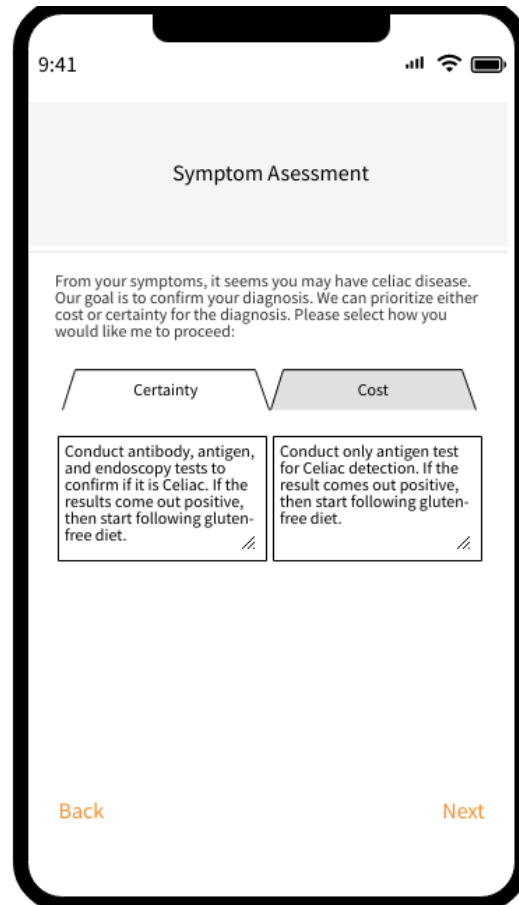 9:41
Symptom Asessment
From your symptoms, it seems you may have celiac disease.
Our goal is to confirm your diagnosis. We can prioritize either
cost or certainty for the diagnosis. Please select how you
would like me to proceed:
Certainty
Cost
Conduct antibody, antigen,
and endoscopy tests to
confirm if it is Celiac. If the
results come out positive,
then start following gluten-
free diet.
Conduct only antigen test
for Celiac detection. If the
result comes out positive,
then start following gluten-
free diet.
Back
Next